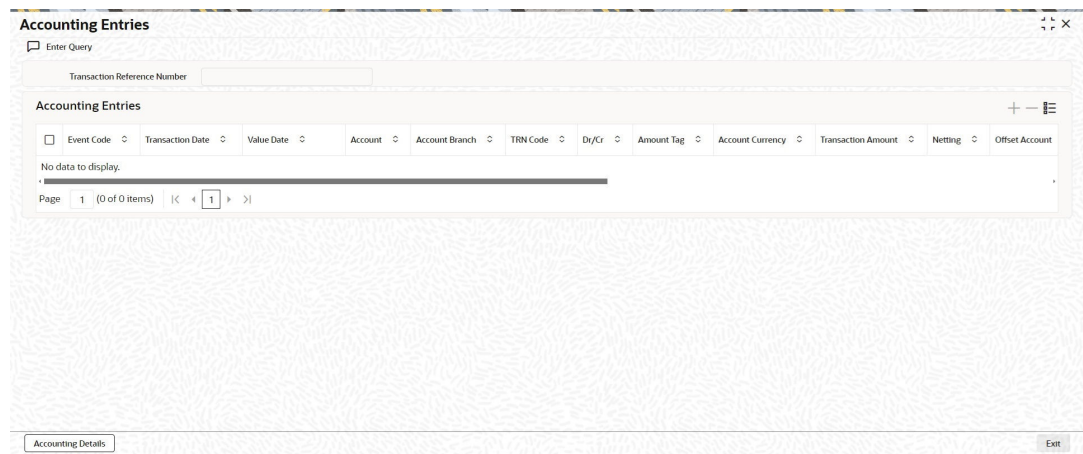 Accounting Entries
Enter Query
Transaction Reference Number
Accounting Entries
Event Code Transaction Date Value Date Account Account Branch TRN Code Dr/Cr Amount Tag Account Currency Transaction Amount Netting Offset Account
No data to display.
Page 1 (0 of 0 items) 1
Accounting Details Exit